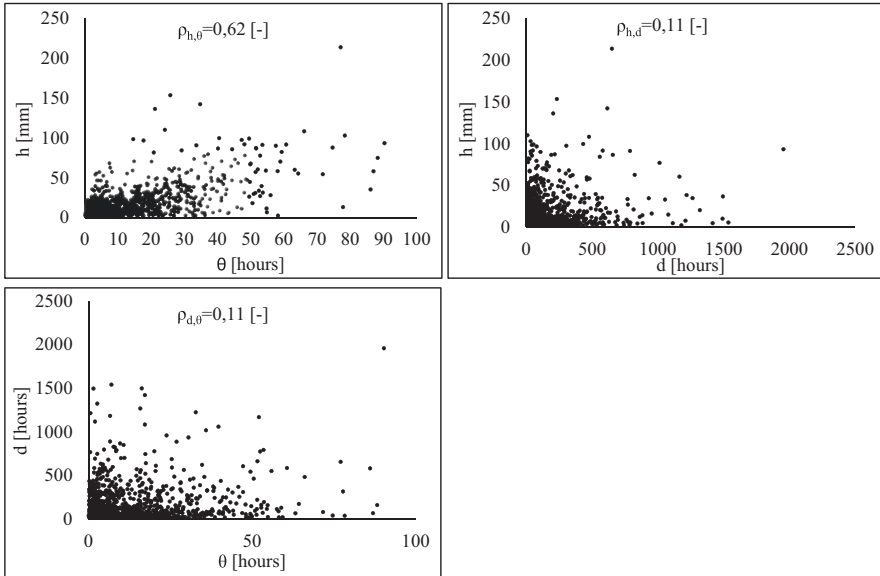 ρh,θ=0,62 [-]
250
200
150
100
50
0
h [mm]
0 10 20 30 40 50 60 70 80 90 100
θ [hours]
ρh,d=0,11 [-]
250
200
150
100
50
0
h [mm]
0 500 1000 1500 2000 2500
d [hours]
ρd,θ=0,11 [-]
2500
2000
1500
1000
500
0
d [hours]
0 50 100
θ [hours]